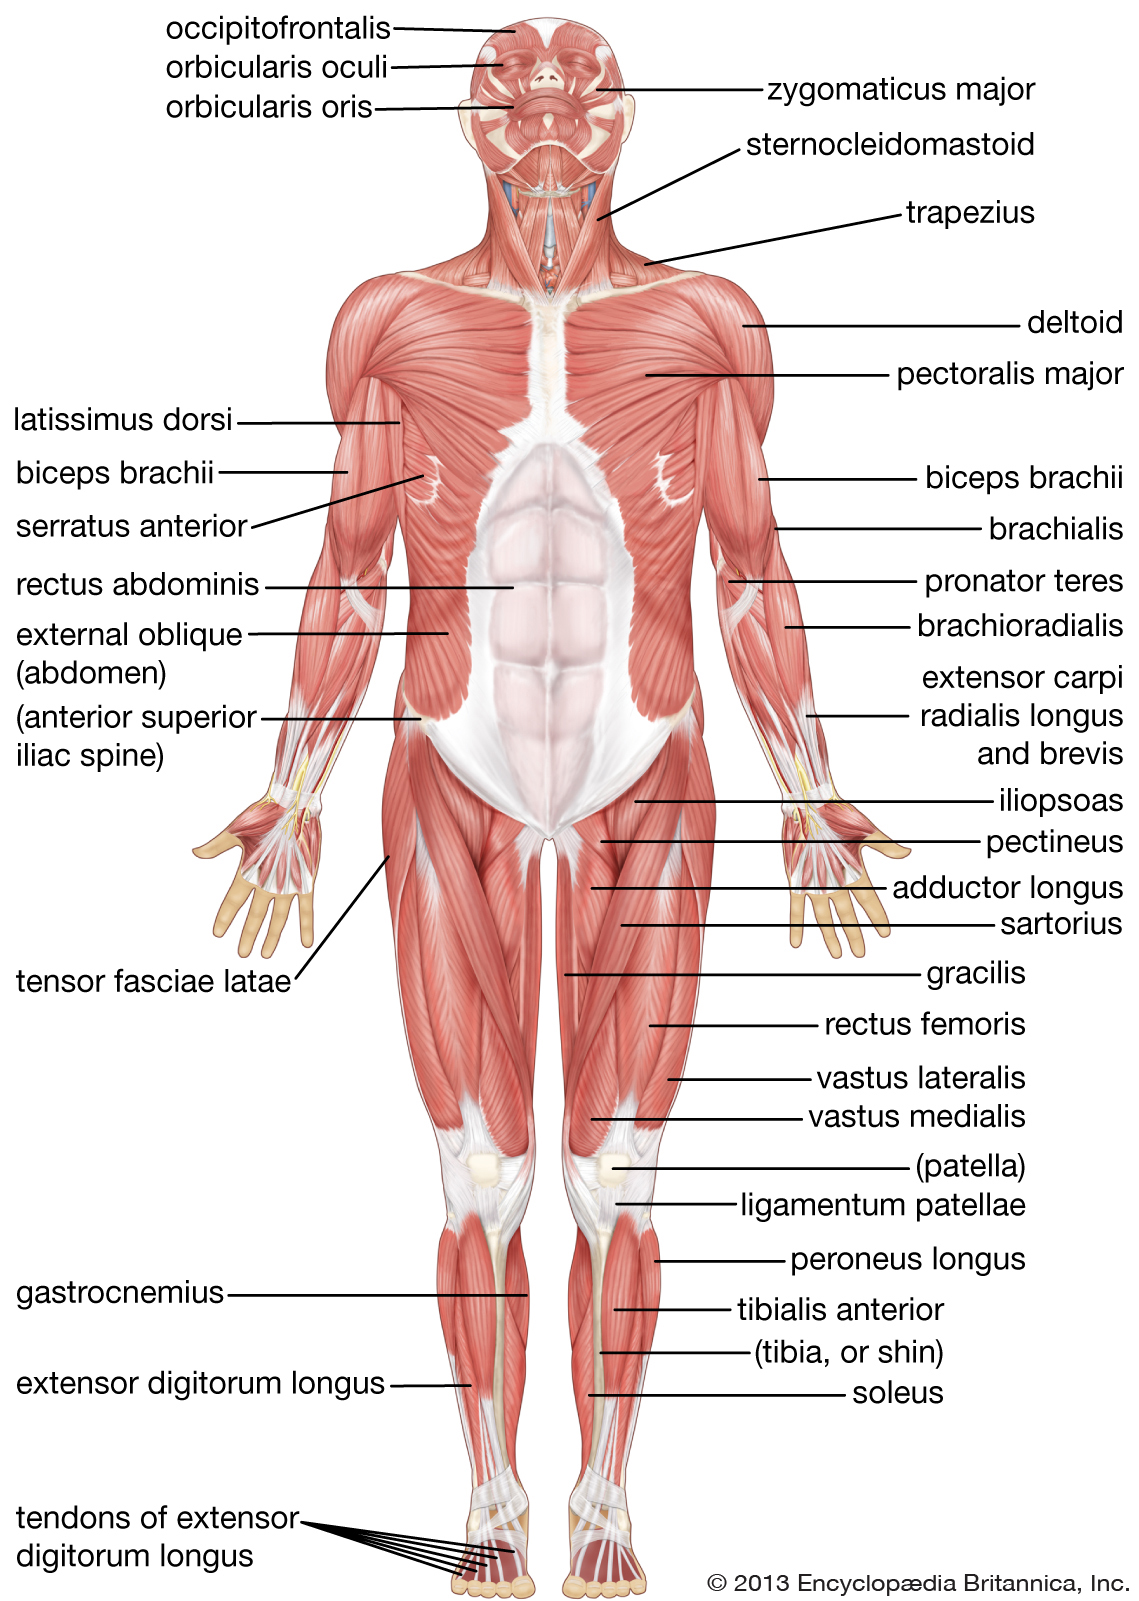 occipitofrontalis
orbicularis oculi
orbicularis oris
zygomaticus major
sternocleidomastoid
trapezius
deltoid
pectoralis major
latissimus dorsi
biceps brachii
serratus anterior
rectus abdominis
external oblique
(abdomen)
(anterior superior
iliac spine)
biceps brachii
brachialis
pronator teres
brachioradialis
extensor carpi
radialis longus
and brevis
iliopsoas
pectineus
adductor longus
sartorius
tensor fasciae latae
gracilis
rectus femoris
vastus lateralis
vastus medialis
(patella)
ligamentum patellae
peroneus longus
gastrocnemius
tibialis anterior
(tibia, or shin)
extensor digitorum longus
soleus
tendons of extensor
digitorum longus
© 2013 Encyclopædia Britannica, Inc.